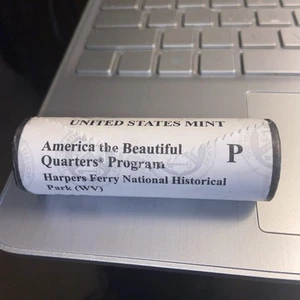 UNITED STATES MINT
America the Beautiful
Quarters® Program
P
Harpers Ferry National Historical
Park (WV)